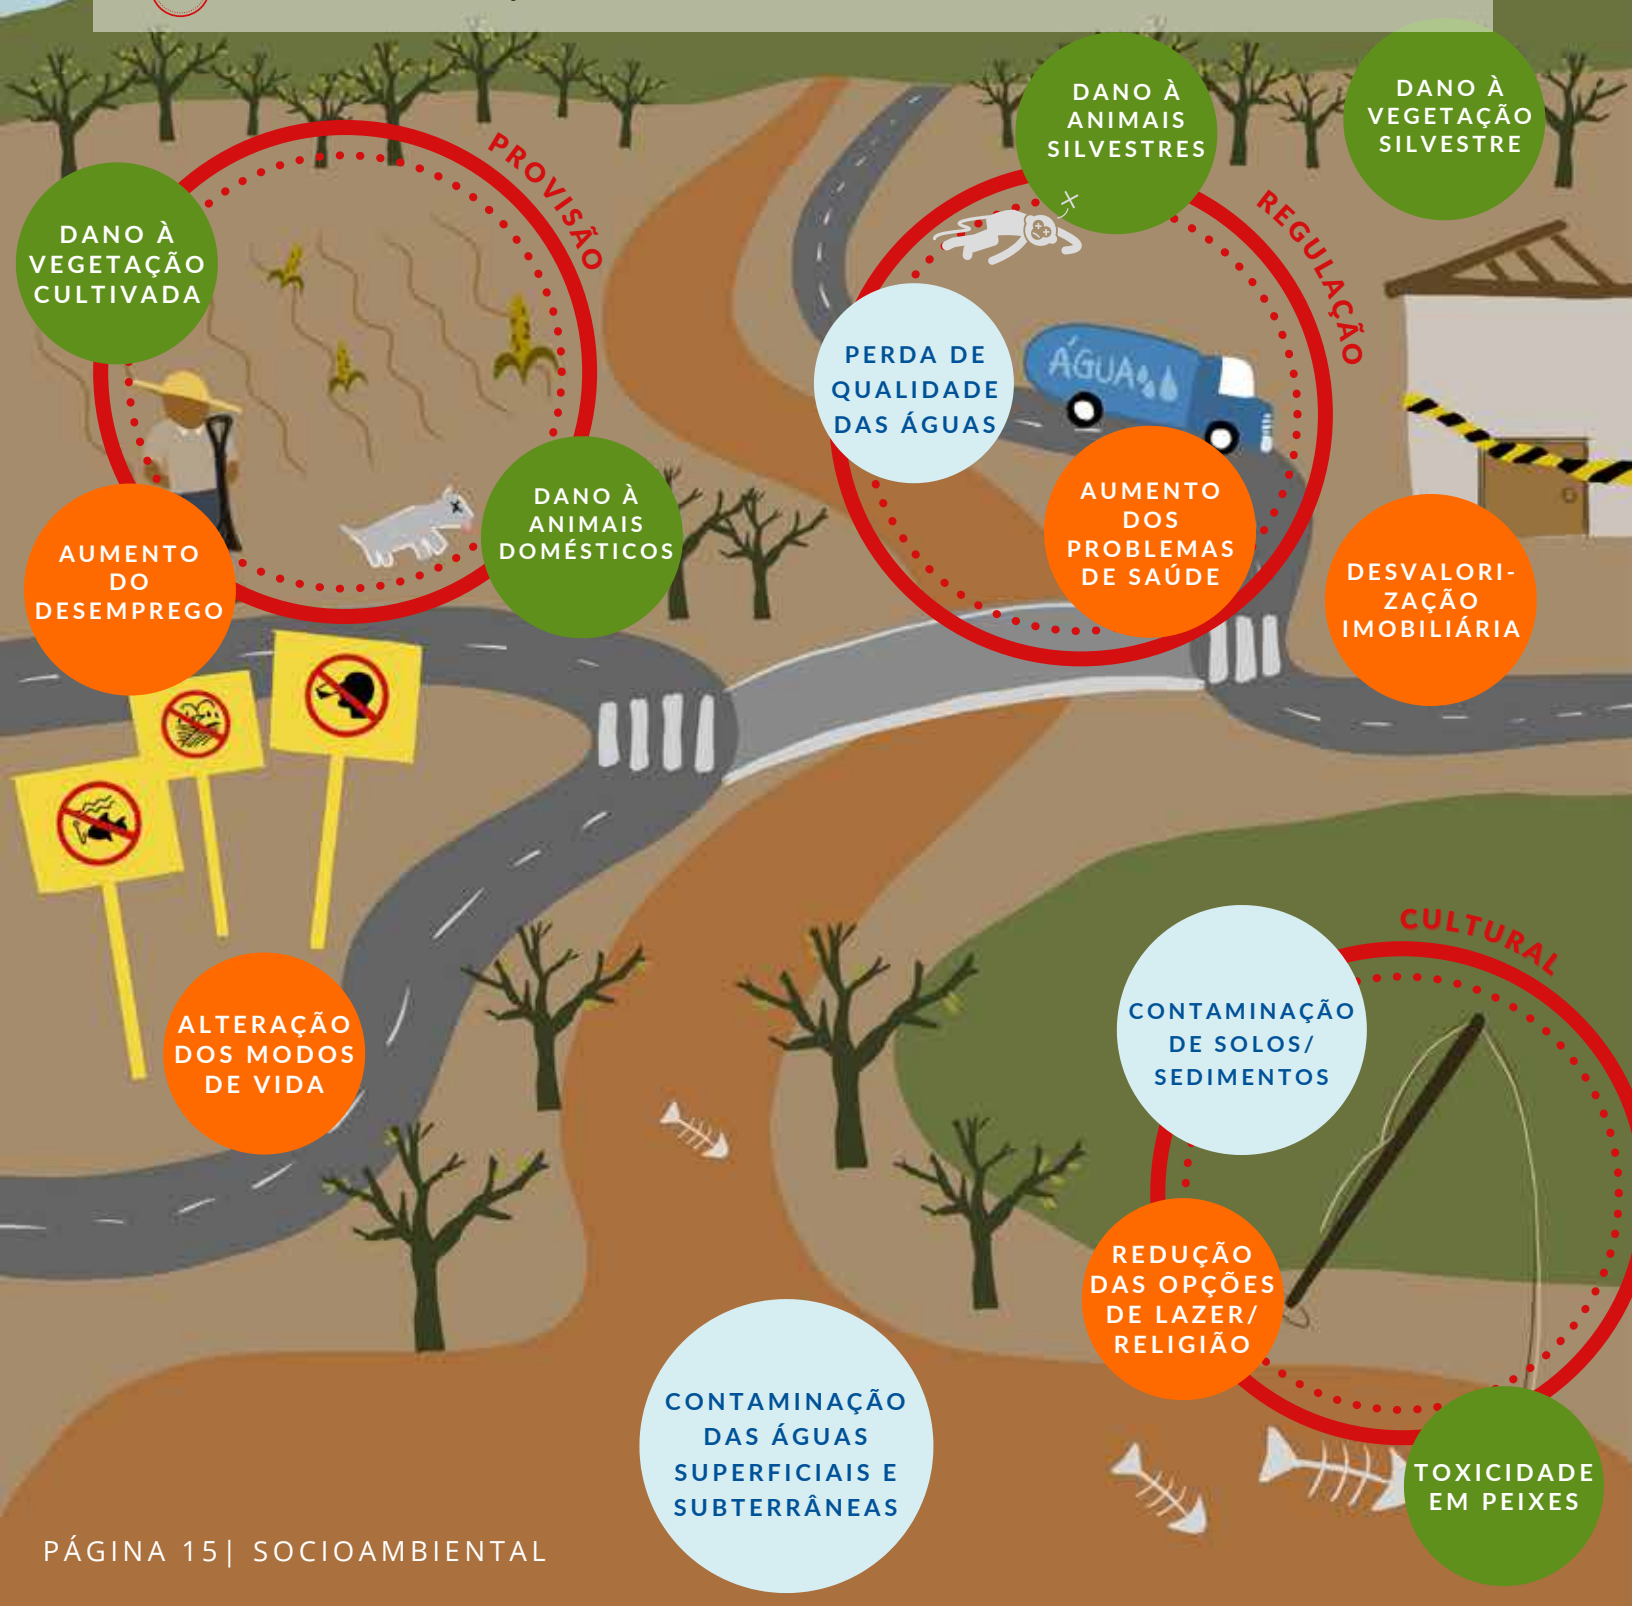 DANO À
ANIMAIS
SILVESTRES
DANO À
VEGETAÇÃO
SILVESTRE
PROVISÃO
REGULAÇÃO
DANO À
VEGETAÇÃO
CULTIVADA
PERDA DE
QUALIDADE
DAS ÁGUAS
ÁGUA
DANO À
ANIMAIS
DOMÉSTICOS
AUMENTO
DOS
PROBLEMAS
DE SAÚDE
AUMENTO
DO
DESEMPREGO
DESVALORI-
ZAÇÃO
IMOBILIÁRIA
CULTURAL
ALTERAÇÃO
DOS MODOS
DE VIDA
CONTAMINAÇÃO
DE SOLOS/
SEDIMENTOS
REDUÇÃO
DAS OPÇÕES
DE LAZER/
RELIGIÃO
CONTAMINAÇÃO
DAS ÁGUAS
SUPERFICIAIS E
SUBTERRÂNEAS
TOXICIDADE
EM PEIXES
PÁGINA 15| SOCIOAMBIENTAL